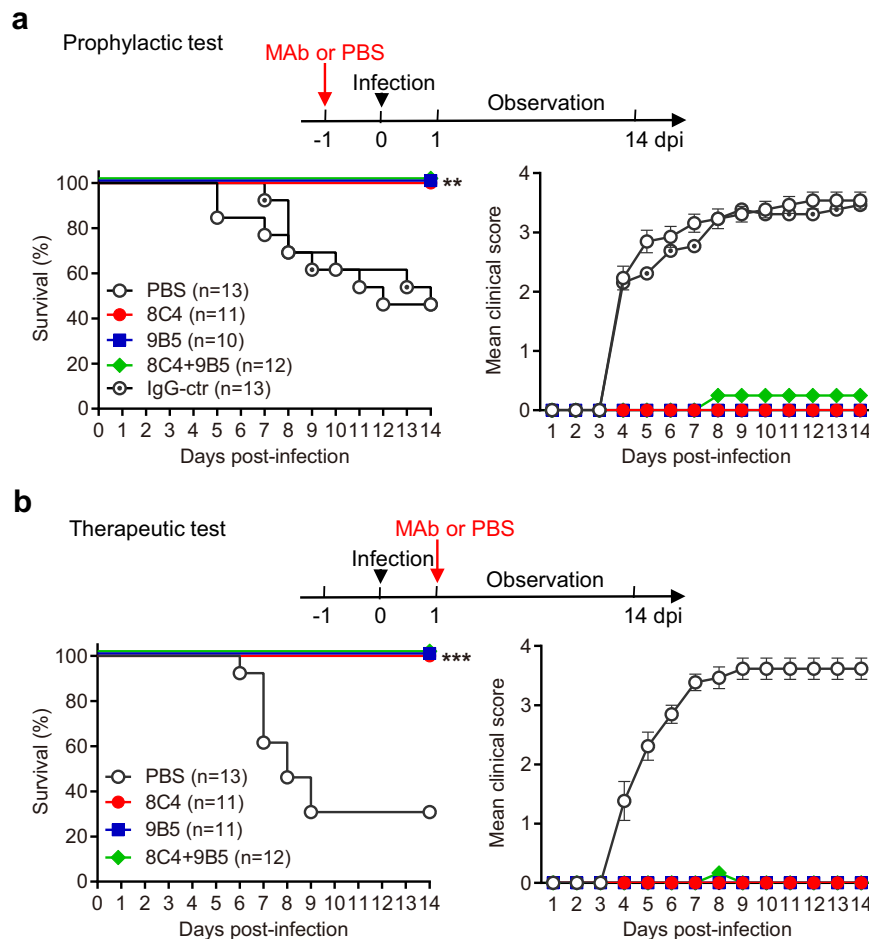 a
Prophylactic test
MAb or PBS
Infection
Observation
-1 0 1 14 dpi
100
80
60
40
20
0
Survival (%)
**
PBS (n=13)
8C4 (n=11)
9B5 (n=10)
8C4+9B5 (n=12)
IgG-ctr (n=13)
0 1 2 3 4 5 6 7 8 9 10 11 12 13 14
Days post-infection
4
3
2
1
0
Mean clinical score
1 2 3 4 5 6 7 8 9 10 11 12 13 14
Days post-infection
b
Therapeutic test
MAb or PBS
Infection
Observation
-1 0 1 14 dpi
100
80
60
40
20
0
Survival (%)
***
PBS (n=13)
8C4 (n=11)
9B5 (n=11)
8C4+9B5 (n=12)
0 1 2 3 4 5 6 7 8 9 10 11 12 13 14
Days post-infection
4
3
2
1
0
Mean clinical score
1 2 3 4 5 6 7 8 9 10 11 12 13 14
Days post-infection